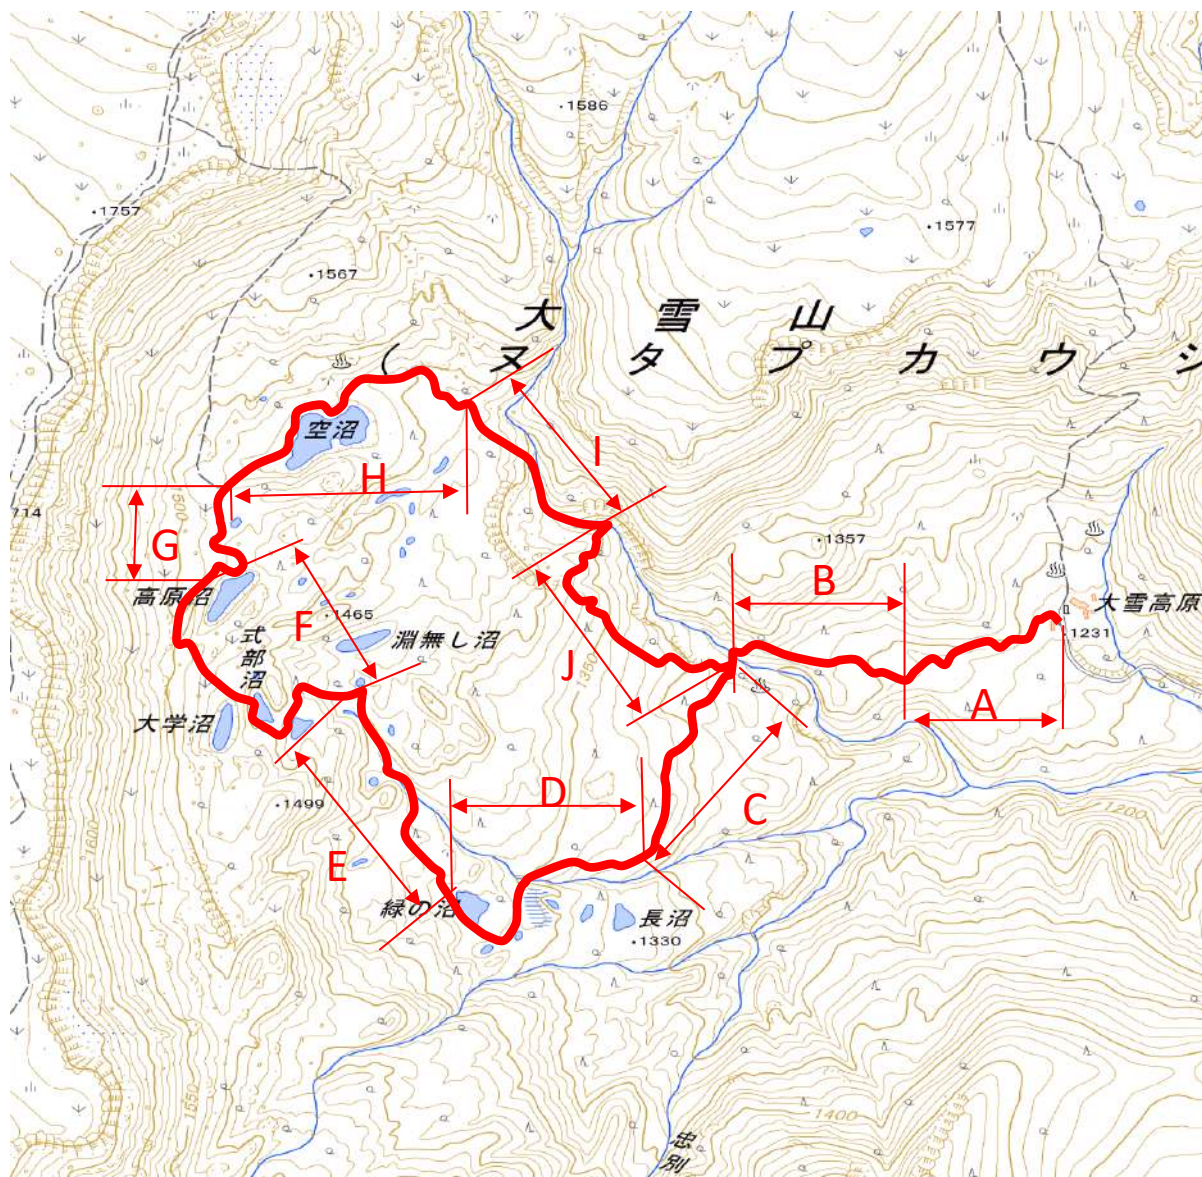 1586
1757
1577
1567
大雪山
(ヌタプカウシ
空沼
I
H
1500
714
G
1357
B
大雪高原
高原沼
F
1465
式部沼
淵無し沼
1350
J
1231
大学沼
A
D
C
1499
1200
E
1600
緑の沼
長沼
1330
1550
1400
忠別